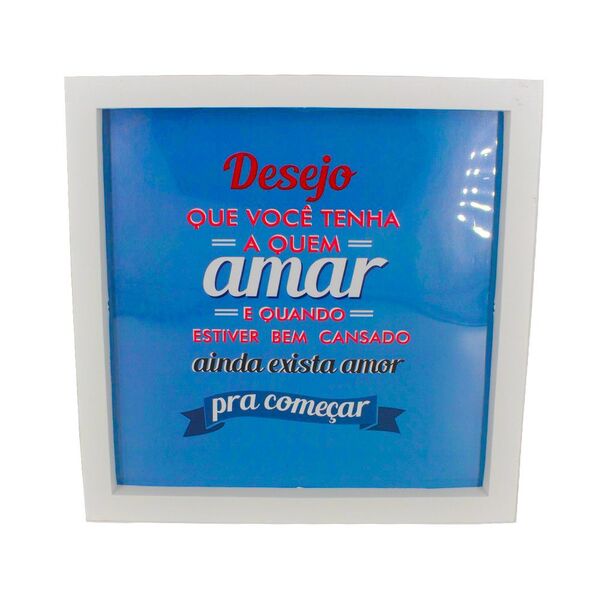 Desejo
QUE VOCÊ TENHA
A QUEM
amar
E QUANDO
ESTIVER BEM CANSADO
ainda exista amor
pra começar